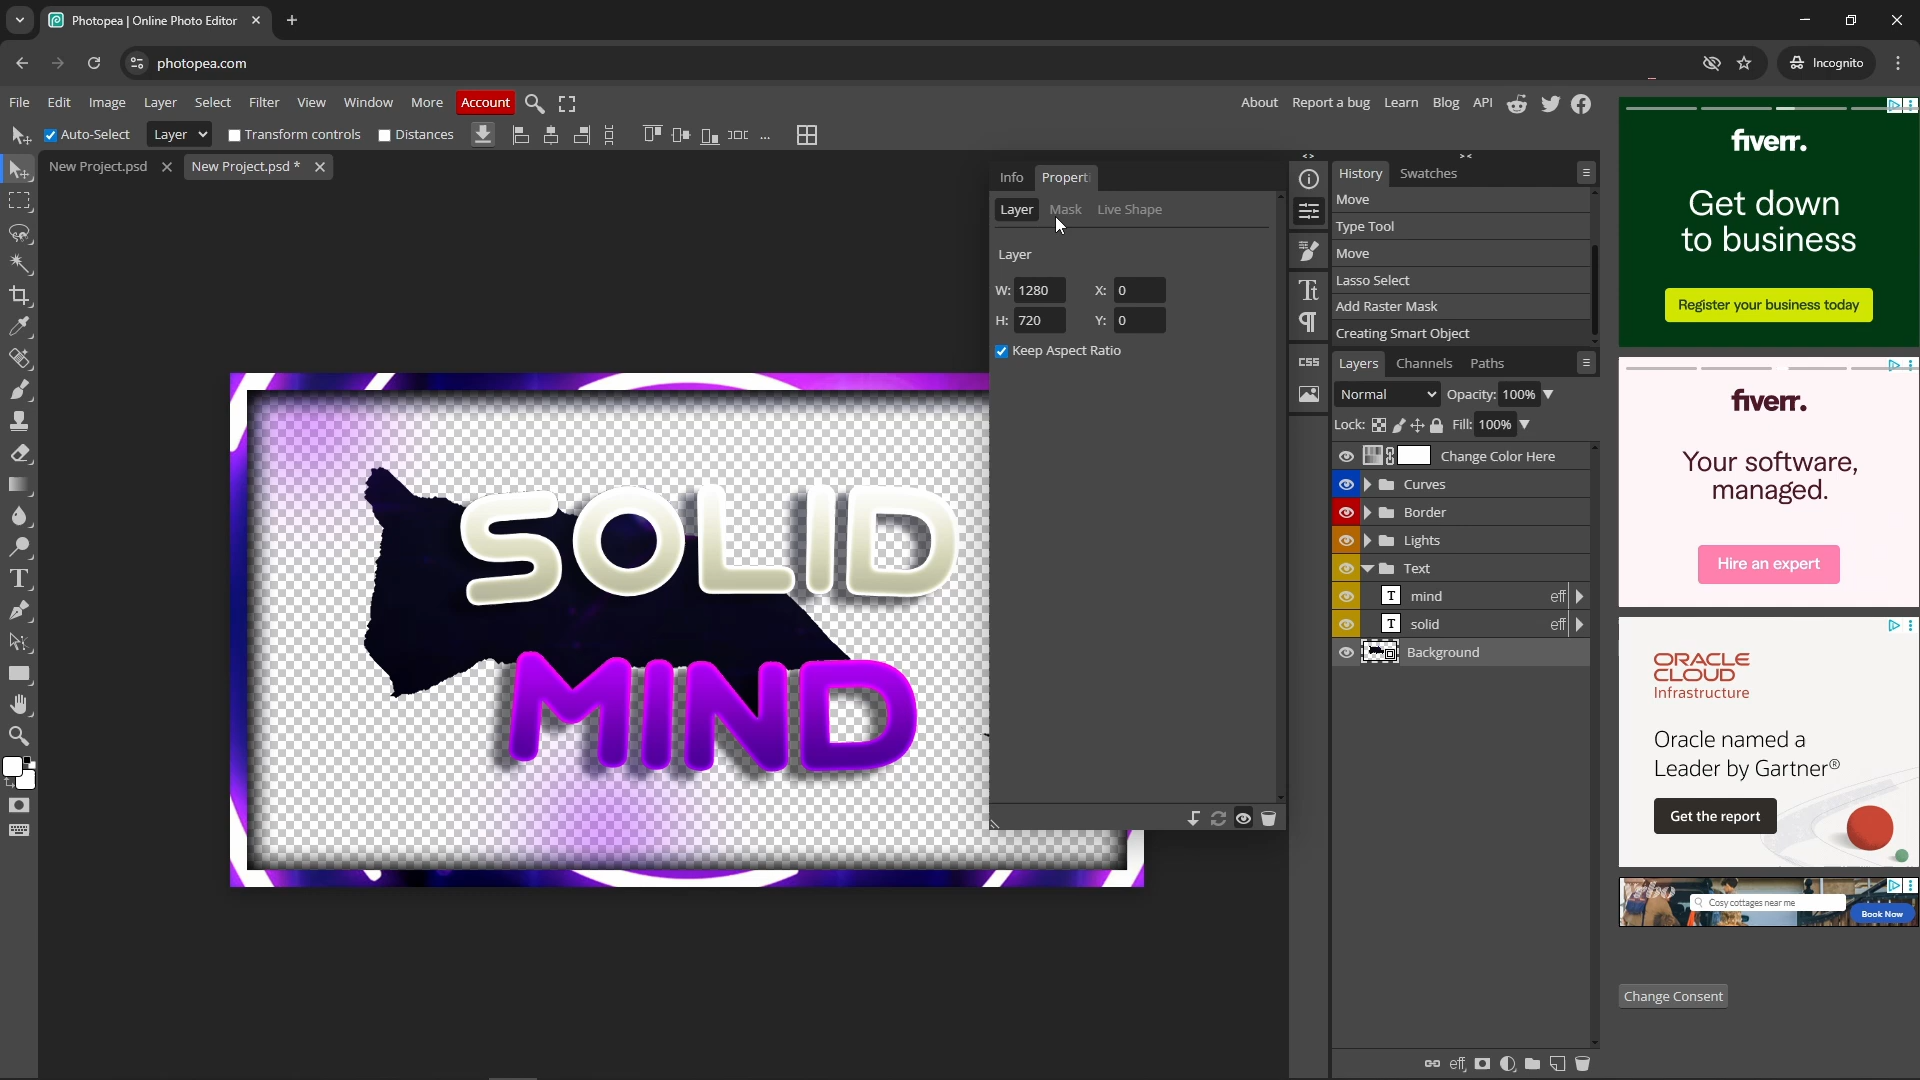 Photopea | Online Photo Editor
photopea.com
Incognito
File Edit Image Layer Select Filter View Window More Account
About Report a bug Learn Blog API
Auto-Select Layer Transform controls Distances ...
New Project.psd New Project.psd *
Info Propert
Layer Mask Live Shape
Layer
W: 1280 X: 0
H: 720 Y: 0
Keep Aspect Ratio
SOLID
MIND
CSS
History Swatches
Move
Type Tool
Move
Lasso Select
Add Raster Mask
Creating Smart Object
Layers Channels Paths
Normal Opacity: 100%
Lock: Fill: 100%
Change Color Here
Curves
Border
Lights
Text
mind eff
solid eff
Background
eff
fiverr.
Get down
to business
Register your business today
fiverr.
Your software,
managed.
Hire an expert
ORACLE
CLOUD
Infrastructure
Oracle named a
Leader by Gartner®
Get the report
Vrbo
Cosy cottages near me
Book Now
Change Consent